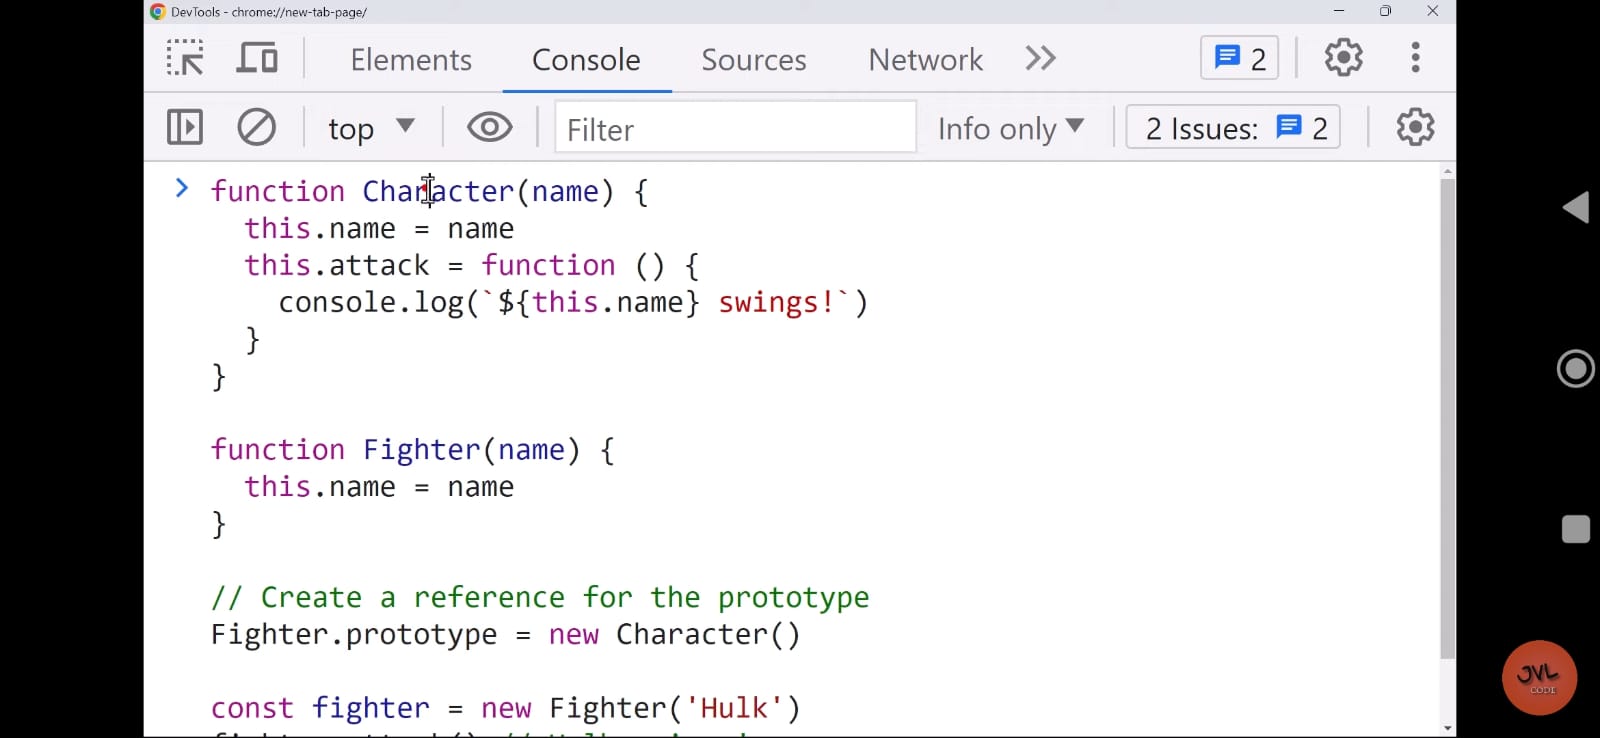 DevTools - chrome://new-tab-page/
Elements Console Sources Network 2
top Filter Info only 2 Issues: 2
function Character(name) {
  this.name = name
  this.attack = function () {
    console.log(`${this.name} swings!`)
  }
}
function Fighter(name) {
  this.name = name
}
// Create a reference for the prototype
Fighter.prototype = new Character()
const fighter = new Fighter('Hulk')
JVL
CODE